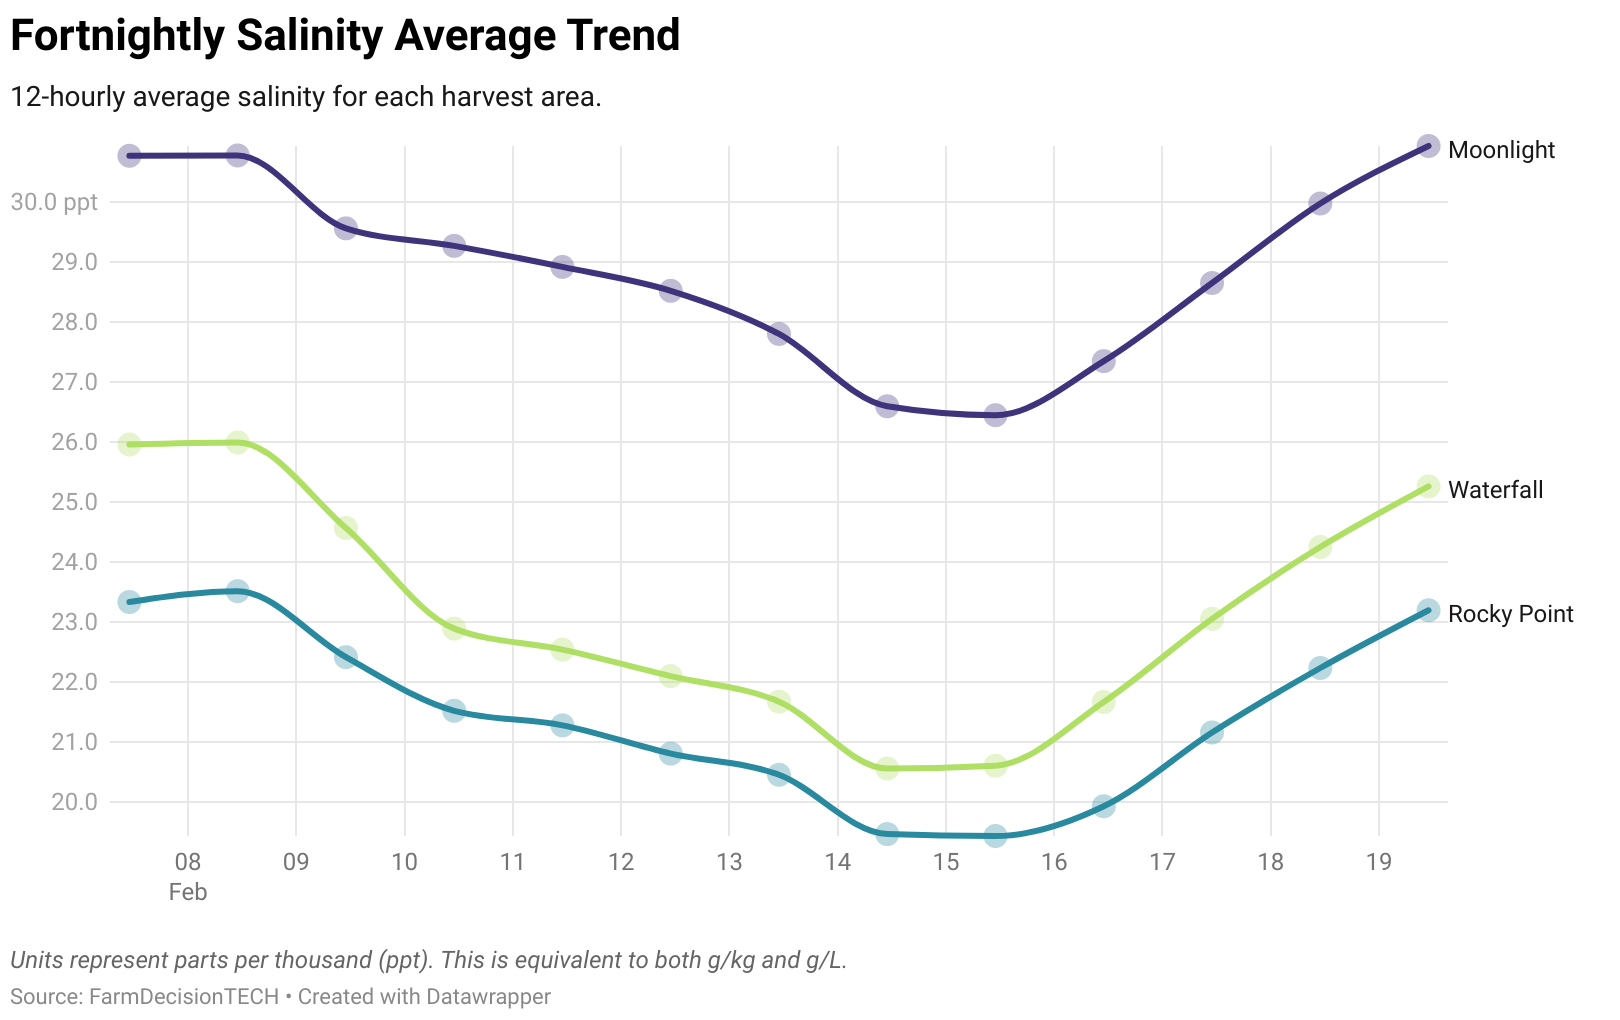 Fortnightly Salinity Average Trend
12-hourly average salinity for each harvest area.
Moonlight
30.0 ppt
29.0
28.0
27.0
26.0
25.0
Waterfall
24.0
23.0
Rocky Point
22.0
21.0
20.0
08 09 10 11 12 13 14 15 16 17 18 19
Feb
Units represent parts per thousand (ppt). This is equivalent to both g/kg and g/L.
Source: FarmDecisionTECH • Created with Datawrapper